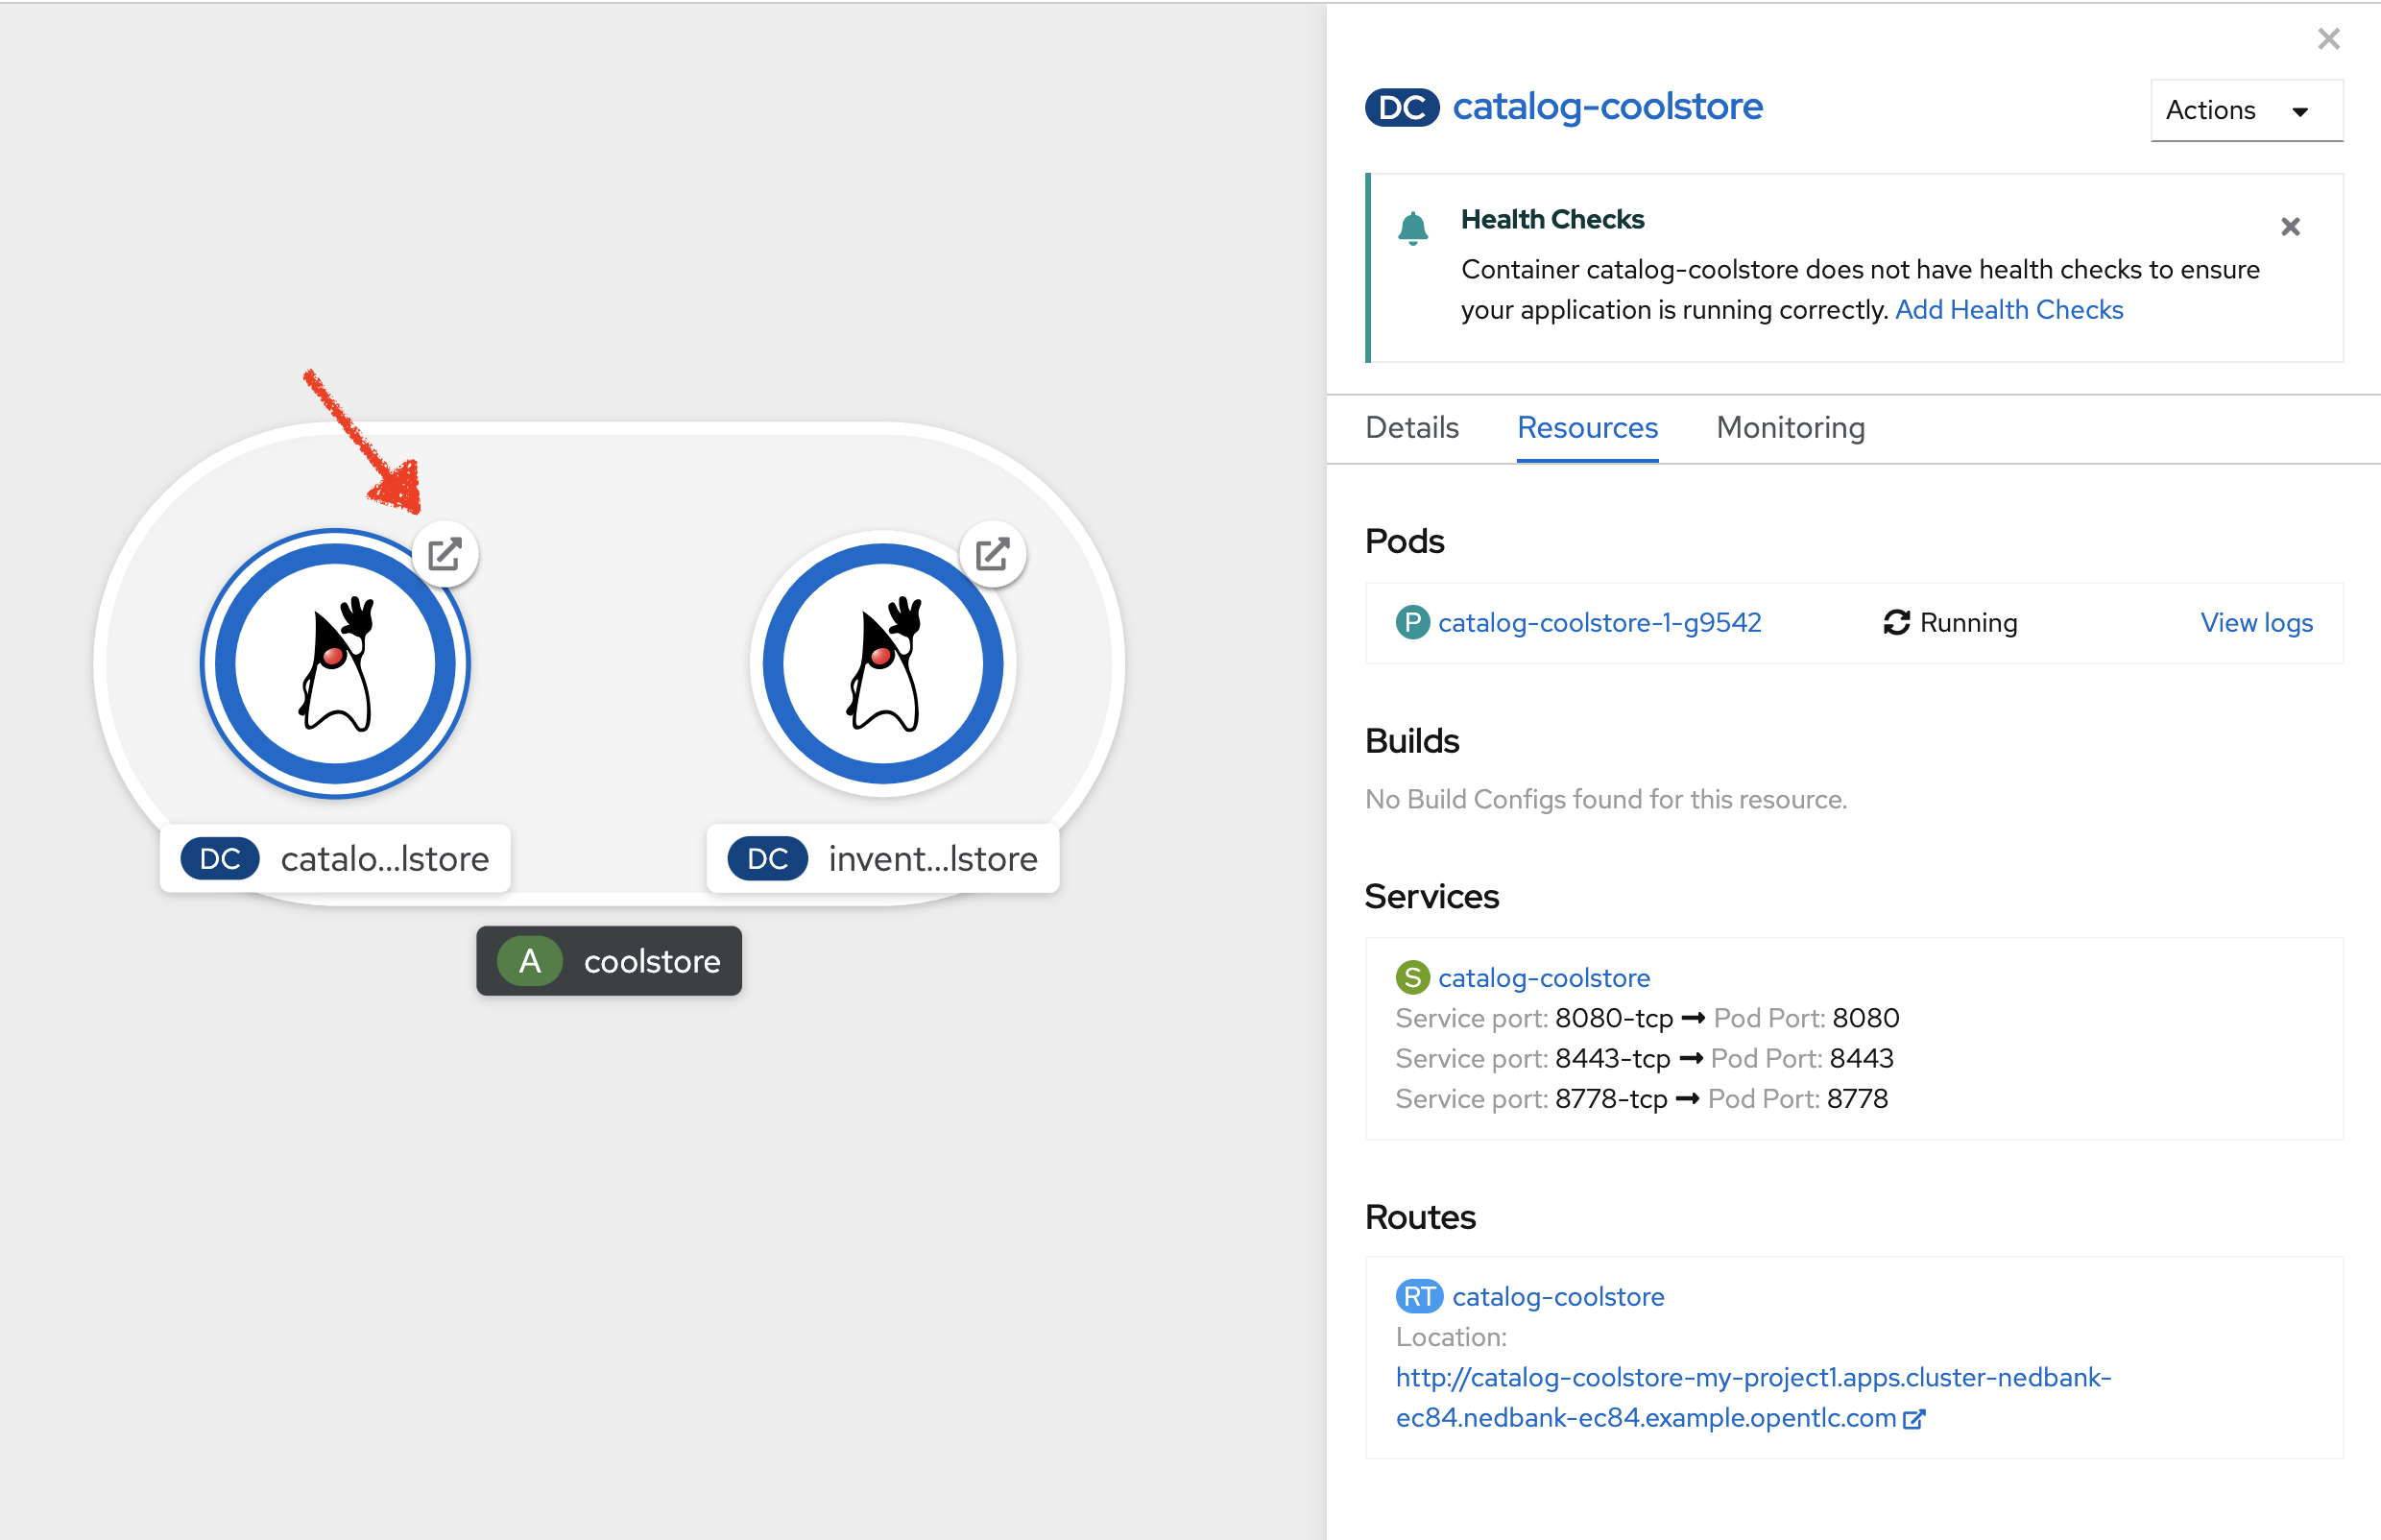 DC catalo...lstore
DC invent...lstore
A coolstore
DC catalog-coolstore
Actions
Health Checks
Container catalog-coolstore does not have health checks to ensure
your application is running correctly. Add Health Checks
Details Resources Monitoring
Pods
P catalog-coolstore-1-g9542 Running View logs
Builds
No Build Configs found for this resource.
Services
S catalog-coolstore
Service port: 8080-tcp → Pod Port: 8080
Service port: 8443-tcp → Pod Port: 8443
Service port: 8778-tcp → Pod Port: 8778
Routes
RT catalog-coolstore
Location:
http://catalog-coolstore-my-project1.apps.cluster-nedbank-
ec84.nedbank-ec84.example.opentlc.com